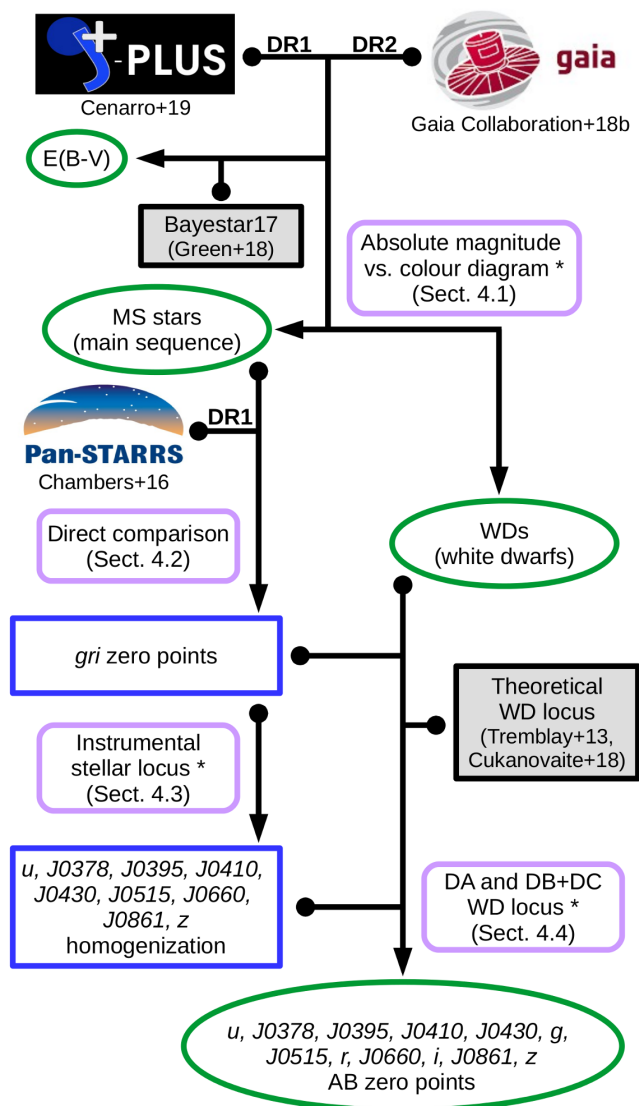 S-PLUS
DR1
DR2
gaia
Cenarro+19
Gaia Collaboration+18b
E(B-V)
Bayestar17
(Green+18)
Absolute magnitude
vs. colour diagram *
(Sect. 4.1)
MS stars
(main sequence)
DR1
Pan-STARRS
Chambers+16
Direct comparison
(Sect. 4.2)
WDs
(white dwarfs)
gri zero points
Theoretical
WD locus
(Tremblay+13,
Cukanovaite+18)
Instrumental
stellar locus *
(Sect. 4.3)
u, J0378, J0395, J0410,
J0430, J0515, J0660,
J0861, z
homogenization
DA and DB+DC
WD locus *
(Sect. 4.4)
u, J0378, J0395, J0410, J0430, g,
J0515, r, J0660, i, J0861, z
AB zero points